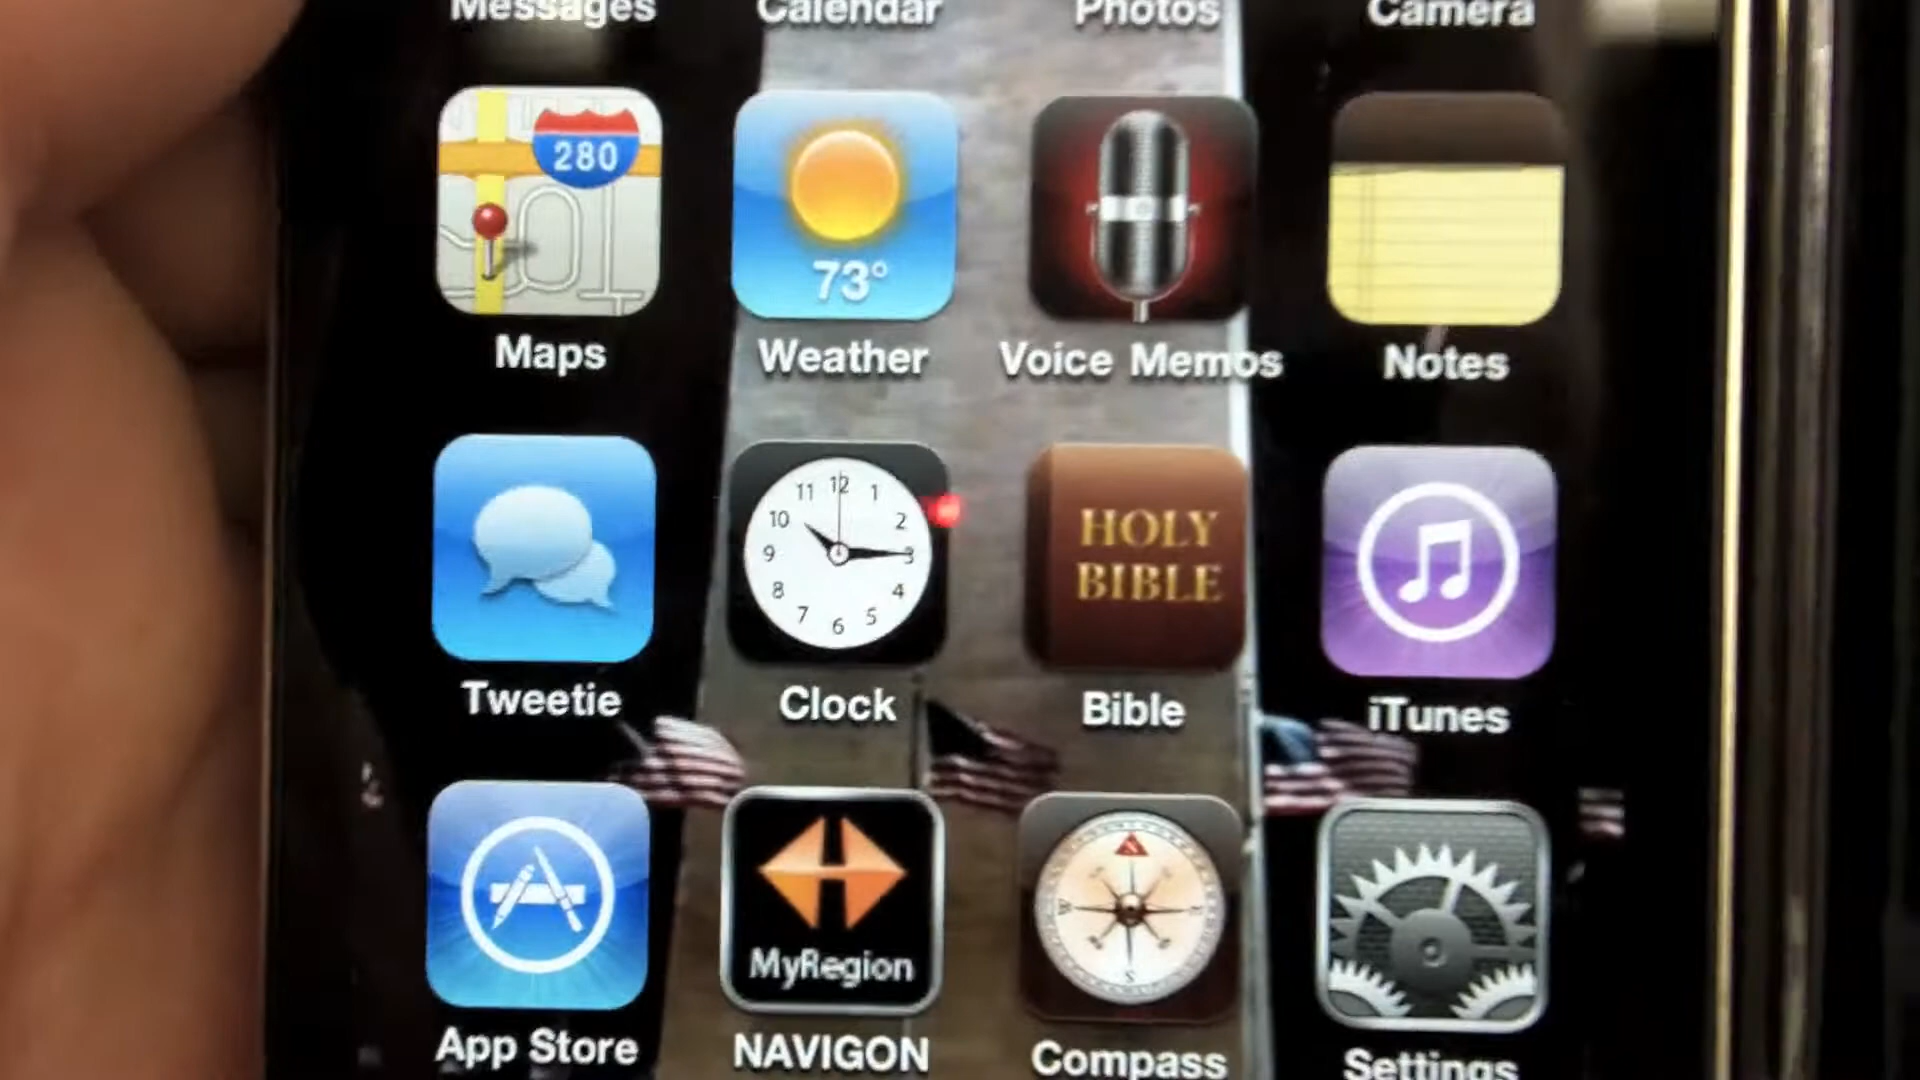 Messages Calendar Photos Camera
280
73°
Maps Weather Voice Memos Notes
11 12 1
10 2
9 3
8 4
7 6 5
HOLY
BIBLE
Tweetie Clock Bible iTunes
MyRegion
N
W E
S
App Store NAVIGON Compass Settings